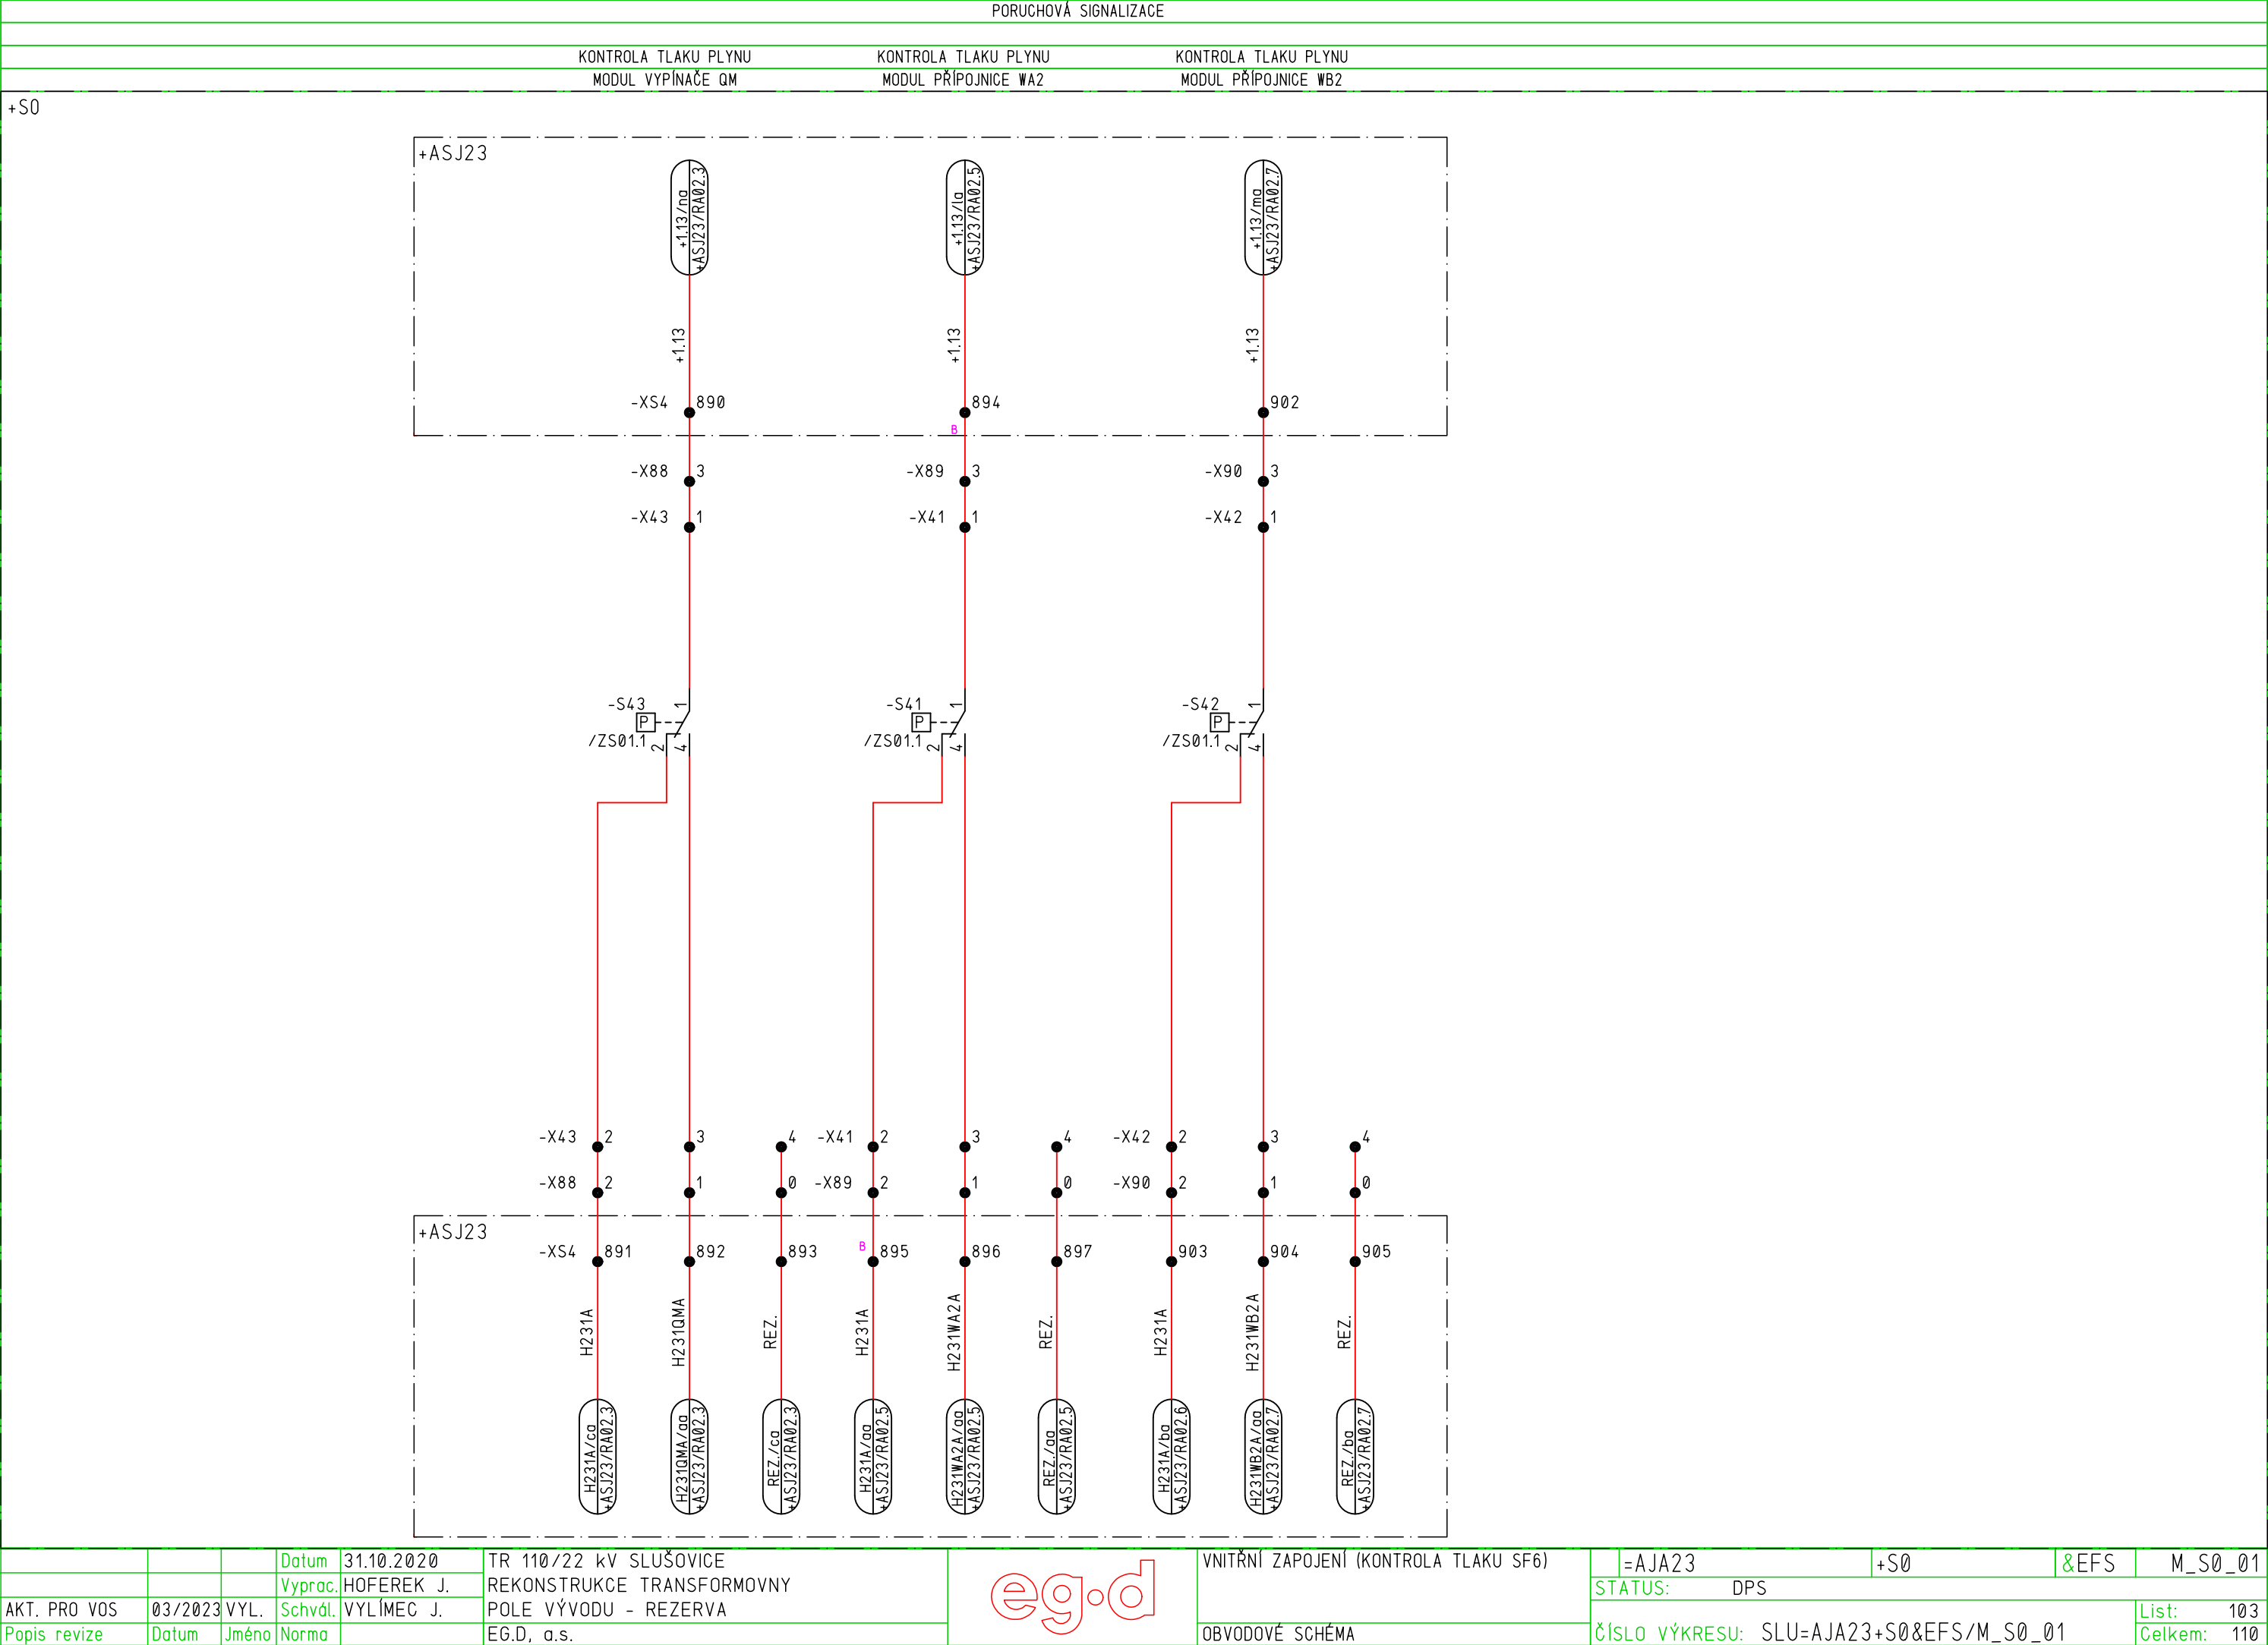 PORUCHOVÁ SIGNALIZACE
KONTROLA TLAKU PLYNU KONTROLA TLAKU PLYNU KONTROLA TLAKU PLYNU
MODUL VYPÍNAČE QM MODUL PŘÍPOJNICE WA2 MODUL PŘÍPOJNICE WB2
+S0
+ASJ23
+1.13/na
+ASJ23/RA02.3
+1.13/la
+ASJ23/RA02.5
+1.13/ma
+ASJ23/RA02.7
+1.13 +1.13 +1.13
-XS4 890 894 902
B
-X88 3 -X89 3 -X90 3
-X43 1 -X41 1 -X42 1
-S43 1 -S41 1 -S42 1
P P P
/ZS01.1 2 4 /ZS01.1 2 4 /ZS01.1 2 4
-X43 2 3 4 -X41 2 3 4 -X42 2 3 4
-X88 2 1 0 -X89 2 1 0 -X90 2 1 0
+ASJ23
-XS4 891 892 893 B 895 896 897 903 904 905
H231A H231QMA REZ. H231A H231WA2A REZ. H231A H231WB2A REZ.
H231A/ca
+ASJ23/RA02.3
H231QMA/aa
+ASJ23/RA02.3
REZ./ca
+ASJ23/RA02.3
H231A/aa
+ASJ23/RA02.5
H231WA2A/aa
+ASJ23/RA02.5
REZ./aa
+ASJ23/RA02.5
H231A/ba
+ASJ23/RA02.6
H231WB2A/aa
+ASJ23/RA02.7
REZ./ba
+ASJ23/RA02.7
Datum 31.10.2020
Vyprac. HOFEREK J.
AKT. PRO VOS 03/2023 VYL. Schvál. VYLÍMEC J.
Popis revize Datum Jméno Norma
TR 110/22 kV SLUŠOVICE
REKONSTRUKCE TRANSFORMOVNY
POLE VÝVODU - REZERVA
EG.D, a.s.
eg·d
VNITŘNÍ ZAPOJENÍ (KONTROLA TLAKU SF6)
OBVODOVÉ SCHÉMA
=AJA23 +S0 &EFS M_S0_01
STATUS: DPS
ČÍSLO VÝKRESU: SLU=AJA23+S0&EFS/M_S0_01
List: 103
Celkem: 110